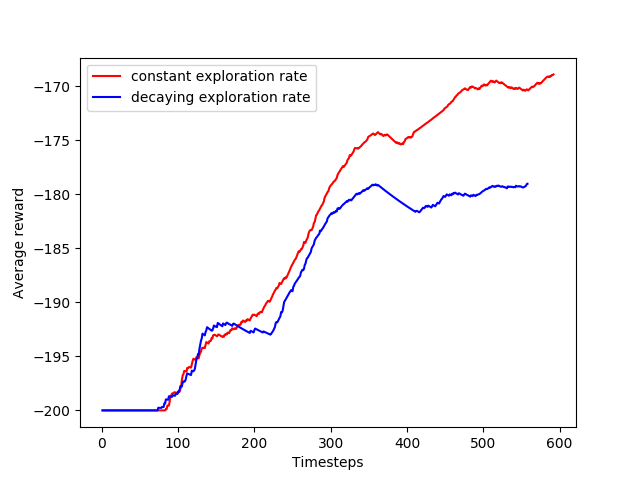 constant exploration rate
decaying exploration rate
−170
−175
−180
−185
−190
−195
−200
Average reward
0 100 200 300 400 500 600
Timesteps